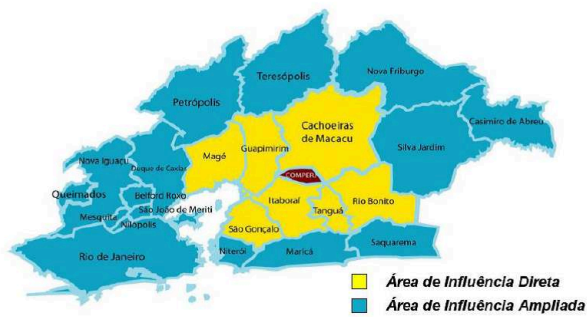 Teresópolis
Nova Friburgo
Petrópolis
Cachoeiras
de Macacu
Casimiro de Abreu
Guapimirim
Silva Jardim
Magé
Nova Iguaçu
Duque de Caxias
COMPERJ
Queimados
Belford Roxo
Itaboraí
Rio Bonito
São João de Meriti
Tanguá
Mesquita
Nilópolis
São Gonçalo
Niterói
Maricá
Saquarema
Rio de Janeiro
Área de Influência Direta
Área de Influência Ampliada